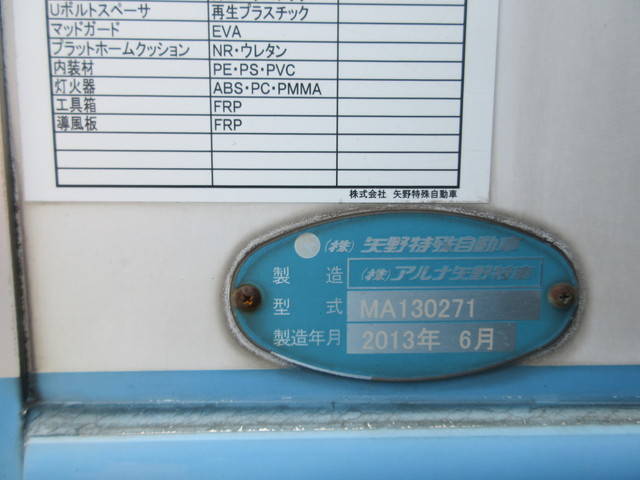 Uボルトスペーサ 再生プラスチック
マッドガード EVA
プラットホームクッション NR・ウレタン
内装材 PE・PS・PVC
灯火器 ABS・PC・PMMA
工具箱 FRP
導風板 FRP
株式会社 矢野特殊自動車
(株)矢野特殊自動車
製造 (株)アルナ矢野特車
型式 MA130271
製造年月 2013年 6月